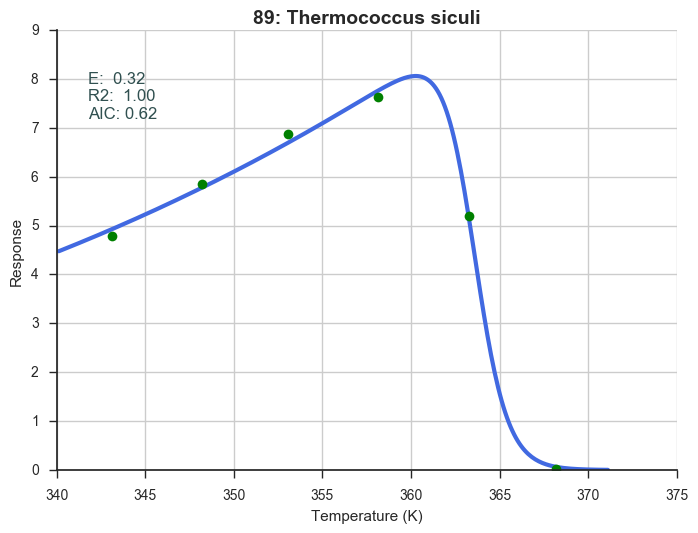 89: Thermococcus siculi
E:  0.32
R2:  1.00
AIC: 0.62
Response
9
8
7
6
5
4
3
2
1
0
340 345 350 355 360 365 370 375
Temperature (K)